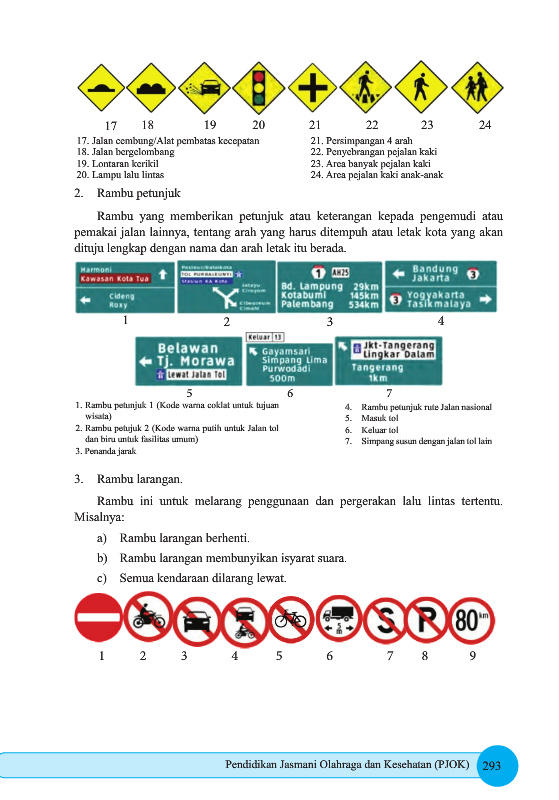 17 18 19 20 21 22 23 24
17. Jalan cembung/Alat pembatas kecepatan
18. Jalan bergelombang
19. Lontaran kerikil
20. Lampu lalu lintas
21. Persimpangan 4 arah
22. Penyebrangan pejalan kaki
23. Area banyak pejalan kaki
24. Area pejalan kaki anak-anak
2. Rambu petunjuk
Rambu yang memberikan petunjuk atau keterangan kepada pengemudi atau
pemakai jalan lainnya, tentang arah yang harus ditempuh atau letak kota yang akan
dituju lengkap dengan nama dan arah letak itu berada.
Harmoni
Kawasan Kota Tua
Cideng
Roxy
1
Pasteur/Balaikota
TOL PURBALEUNYI
Stasiun KA Kota
Cibeureum
Cimahi
2
1 AH25
Bd. Lampung 29km
Kotabumi 145km
Palembang 534km
3
Bandung
Jakarta
3
3
Yogyakarta
Tasikmalaya
4
Belawan
Tj. Morawa
Lewat Jalan Tol
5
Keluar 13
Gayamsari
Simpang Lima
Purwodadi
500m
6
Jkt-Tangerang
Lingkar Dalam
Tangerang
1km
7
1. Rambu petunjuk 1 (Kode warna coklat untuk tujuan
wisata)
2. Rambu petujuk 2 (Kode warna putih untuk Jalan tol
dan biru untuk fasilitas umum)
3. Penanda jarak
4. Rambu petunjuk rute Jalan nasional
5. Masuk tol
6. Keluar tol
7. Simpang susun dengan jalan tol lain
3. Rambu larangan.
Rambu ini untuk melarang penggunaan dan pergerakan lalu lintas tertentu.
Misalnya:
a) Rambu larangan berhenti.
b) Rambu larangan membunyikan isyarat suara.
c) Semua kendaraan dilarang lewat.
5
m
S
P
80 km
1 2 3 4 5 6 7 8 9
Pendidikan Jasmani Olahraga dan Kesehatan (PJOK) 293